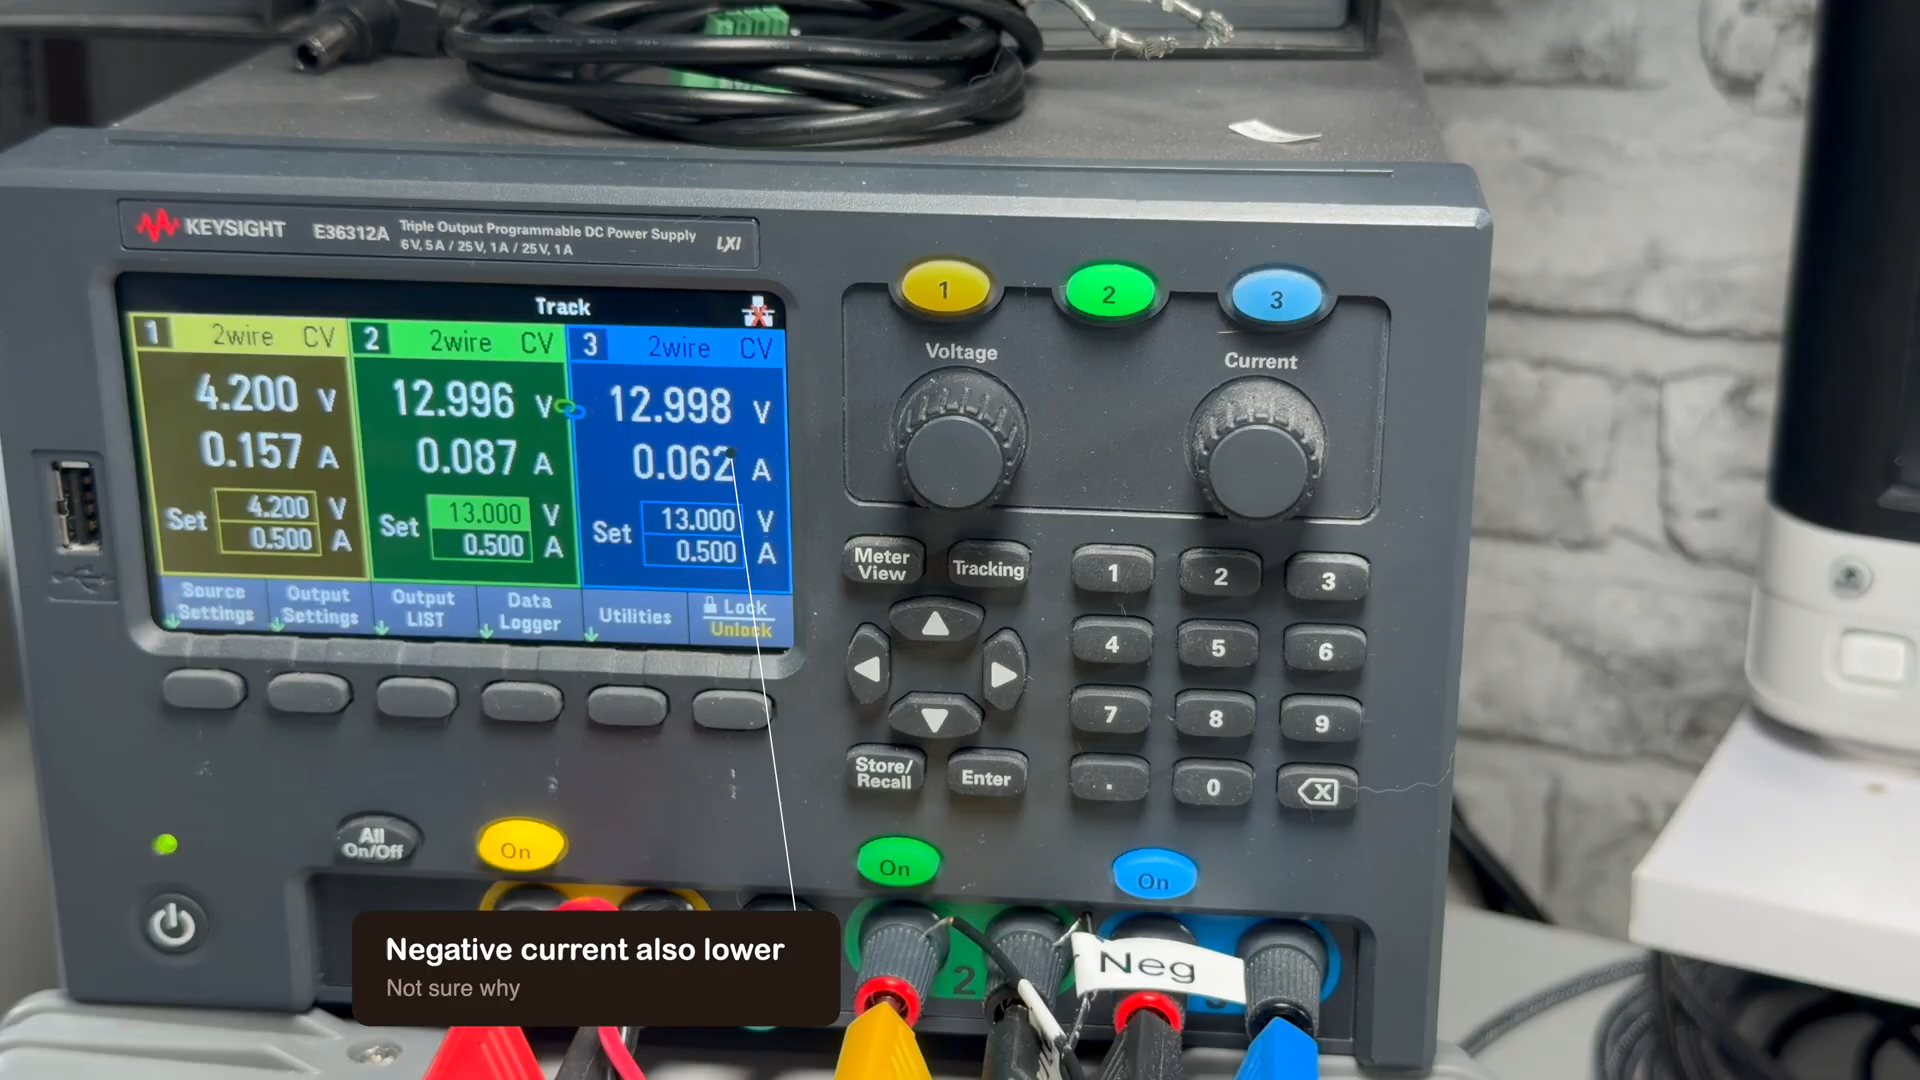 KEYSIGHT E36312A Triple Output Programmable DC Power Supply
6V, 5A / 25V, 1A / 25V, 1A
LXI
Track
1 2wire CV
4.200 V
0.157 A
Set 4.200 V
0.500 A
2 2wire CV
12.996 V
0.087 A
Set 13.000 V
0.500 A
3 2wire CV
12.998 V
0.062 A
Set 13.000 V
0.500 A
Source Settings
Output Settings
Output LIST
Data Logger
Utilities
Lock
Unlock
1 2 3
Voltage
Current
Meter View
Tracking
1 2 3
4 5 6
7 8 9
. 0
Store/ Recall
Enter
All On/Off
On
On
On
2
Neg
Negative current also lower
Not sure why